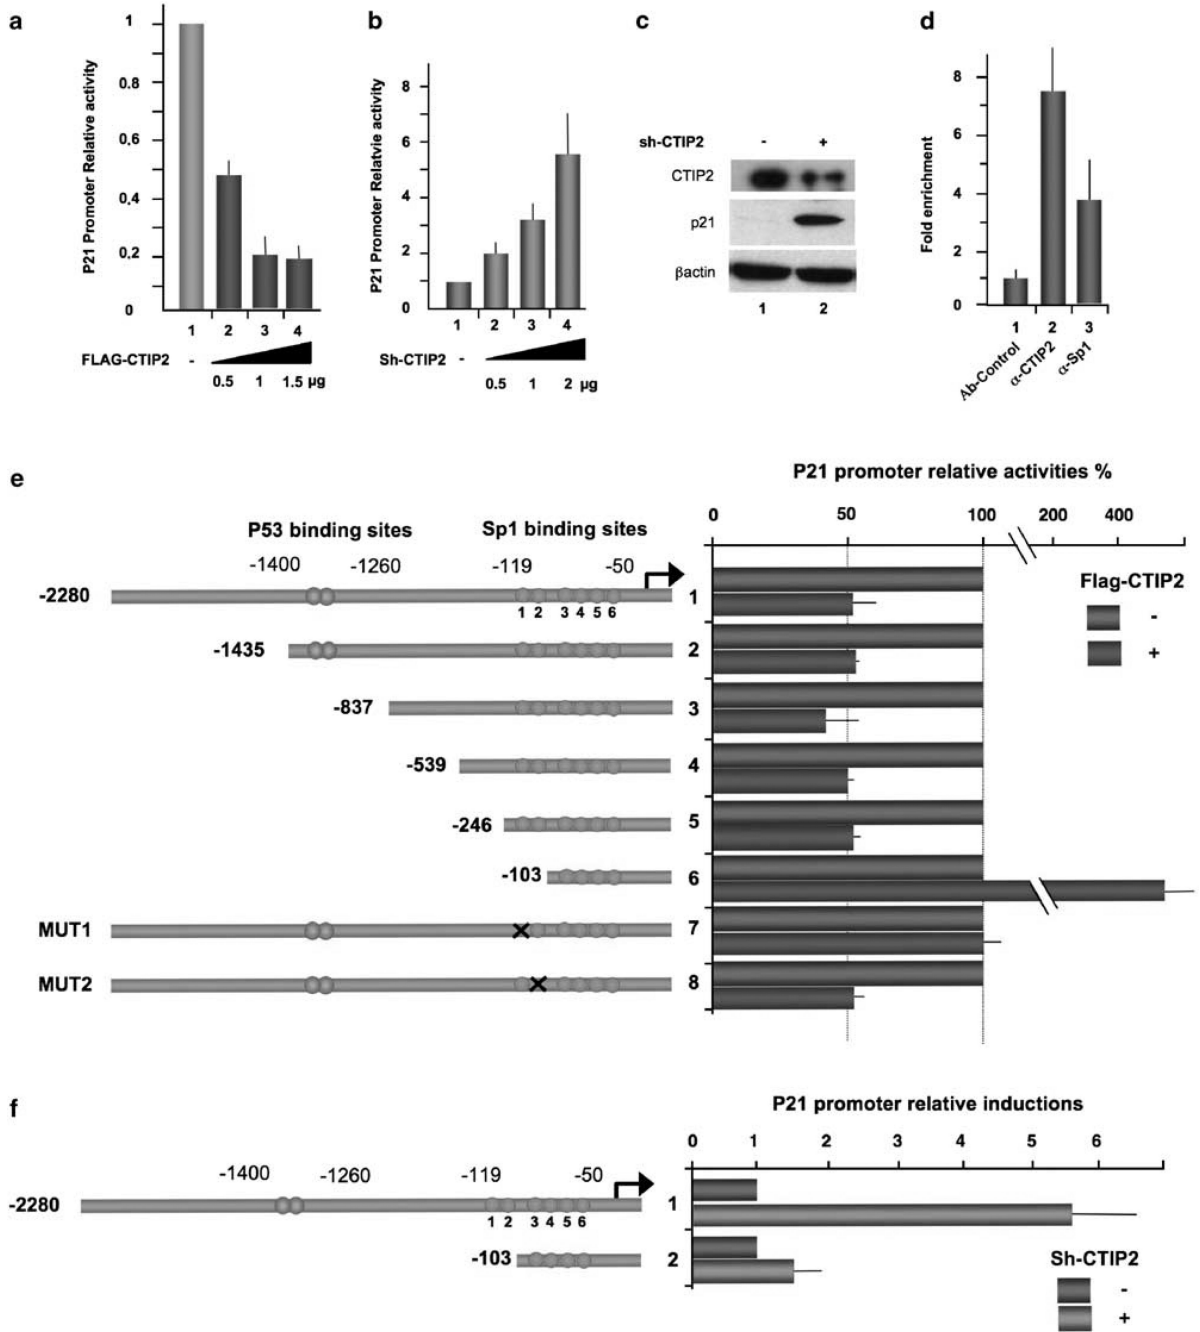 a
P21 Promoter Relative activity
1
0.8
0.6
0.4
0.2
0
1 2 3 4
FLAG-CTIP2 -
0.5 1 1.5 µg
b
P21 Promoter Relatvie activity
8
6
4
2
0
1 2 3 4
Sh-CTIP2 -
0.5 1 2 µg
c
sh-CTIP2 - +
CTIP2
p21
βactin
1 2
d
Fold enrichment
8
6
4
2
0
1 2 3
Ab-Control
α-CTIP2
α-Sp1
e
P21 promoter relative activities %
0 50 100 200 400
P53 binding sites Sp1 binding sites
-1400 -1260 -119 -50
-2280 1
1 2 3 4 5 6
-1435 2
-837 3
-539 4
-246 5
-103 6
MUT1 7
MUT2 8
Flag-CTIP2
-
+
f
P21 promoter relative inductions
0 1 2 3 4 5 6
-1400 -1260 -119 -50
-2280 1
1 2 3 4 5 6
-103 2
Sh-CTIP2
-
+